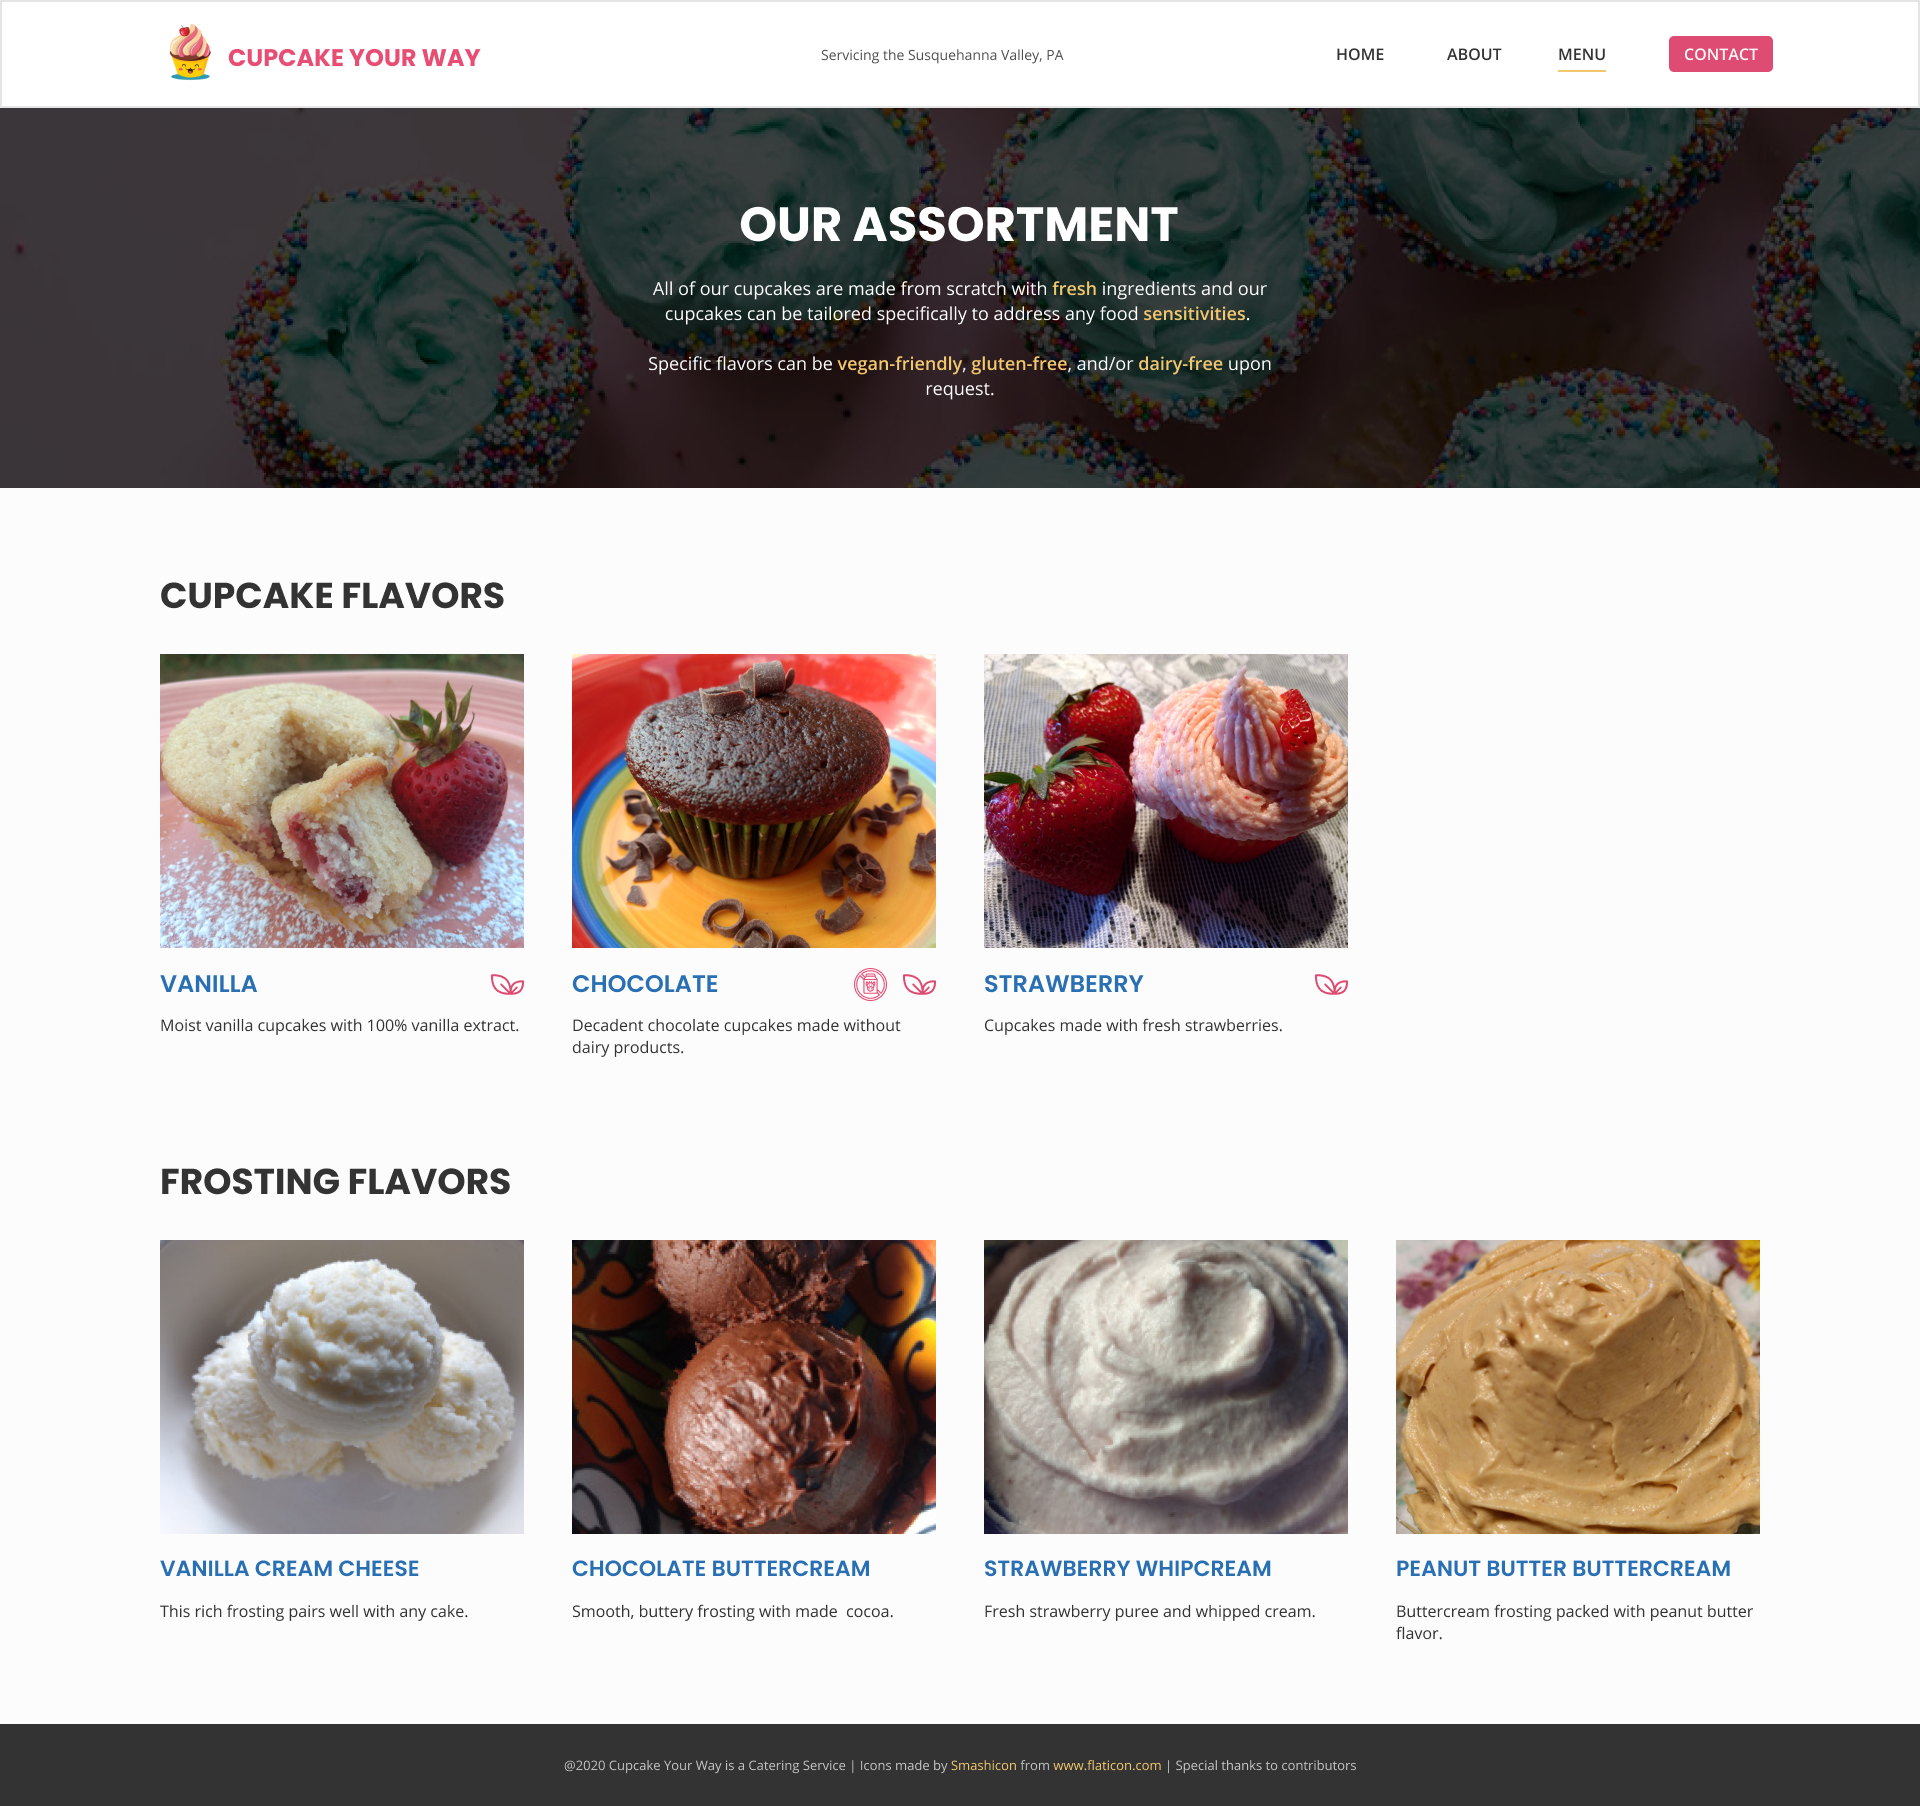 CUPCAKE YOUR WAY
Servicing the Susquehanna Valley, PA
HOME
ABOUT
MENU
CONTACT
OUR ASSORTMENT
All of our cupcakes are made from scratch with fresh ingredients and our
cupcakes can be tailored specifically to address any food sensitivities.
Specific flavors can be vegan-friendly, gluten-free, and/or dairy-free upon
request.
CUPCAKE FLAVORS
VANILLA
Moist vanilla cupcakes with 100% vanilla extract.
CHOCOLATE
Decadent chocolate cupcakes made without
dairy products.
STRAWBERRY
Cupcakes made with fresh strawberries.
FROSTING FLAVORS
VANILLA CREAM CHEESE
This rich frosting pairs well with any cake.
CHOCOLATE BUTTERCREAM
Smooth, buttery frosting with made  cocoa.
STRAWBERRY WHIPCREAM
Fresh strawberry puree and whipped cream.
PEANUT BUTTER BUTTERCREAM
Buttercream frosting packed with peanut butter
flavor.
@2020 Cupcake Your Way is a Catering Service | Icons made by Smashicon from www.flaticon.com | Special thanks to contributors